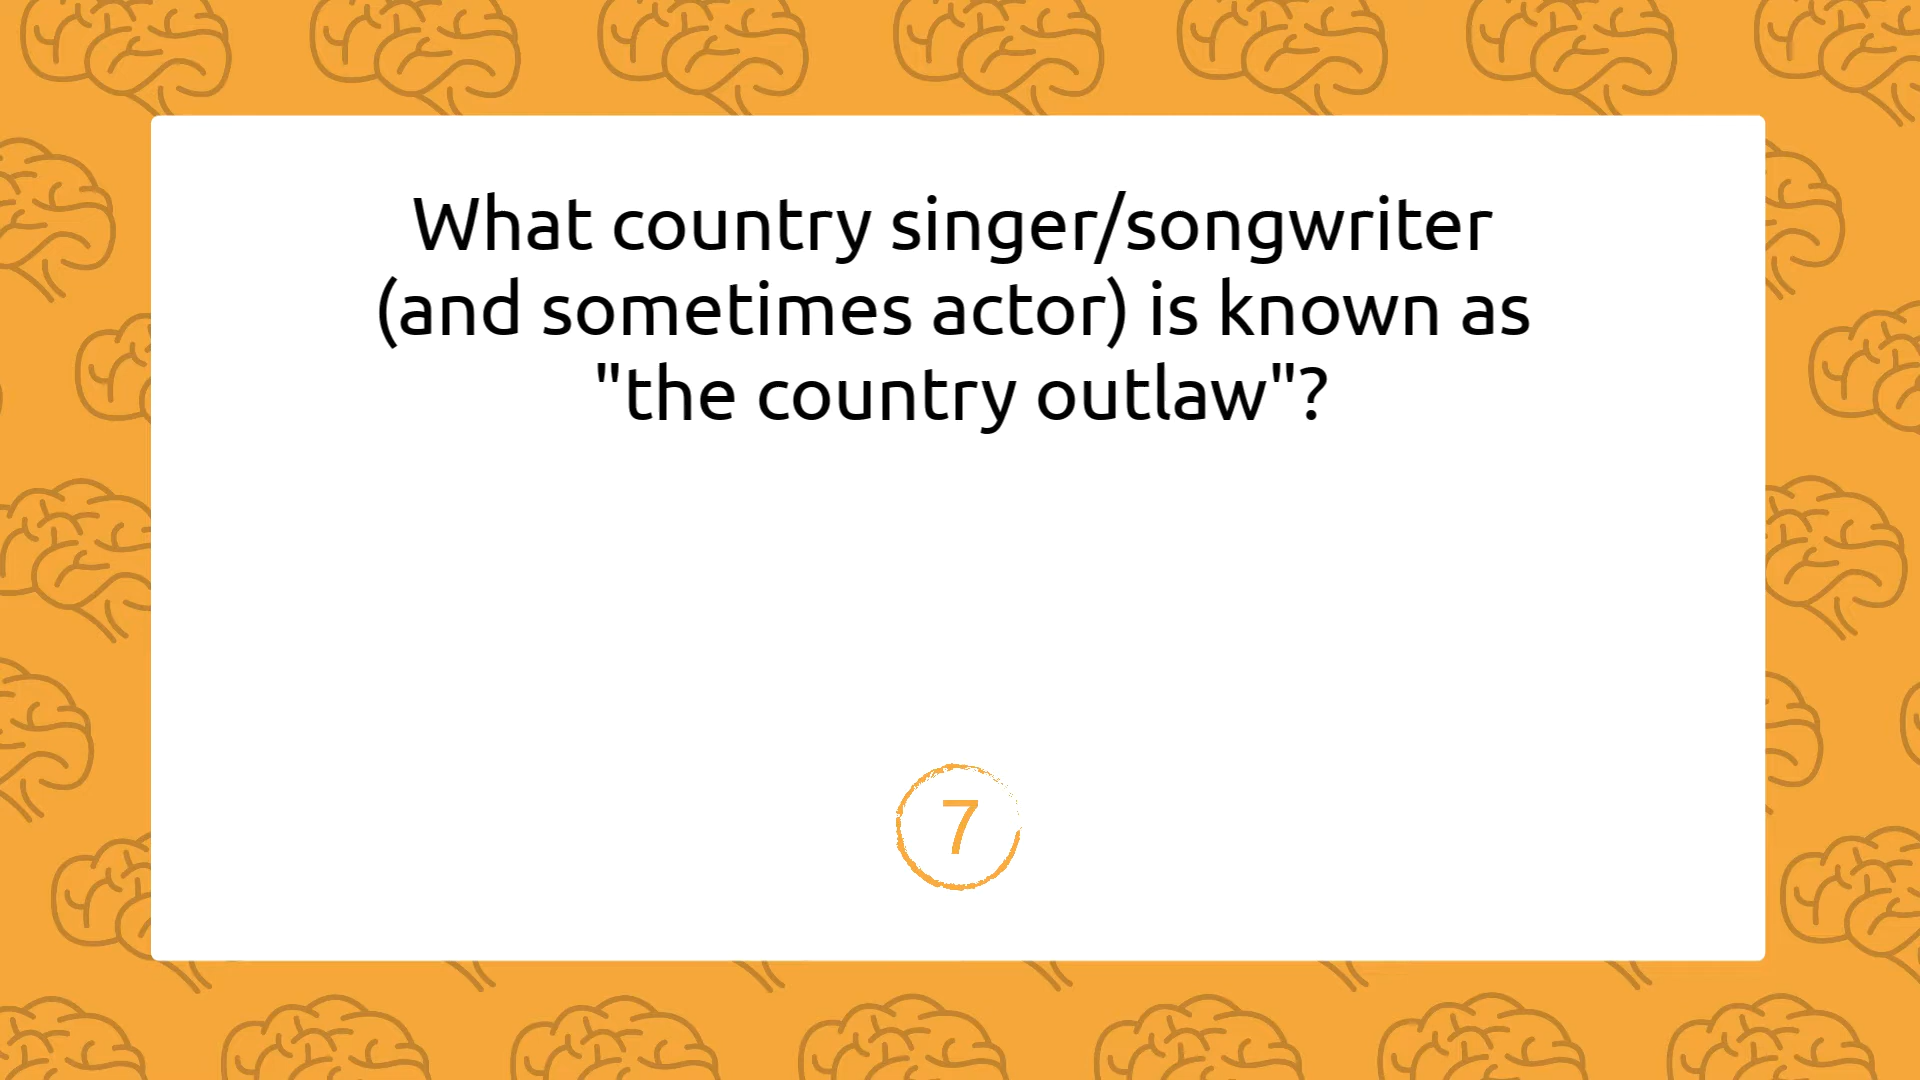 What country singer/songwriter
(and sometimes actor) is known as
"the country outlaw"?
7